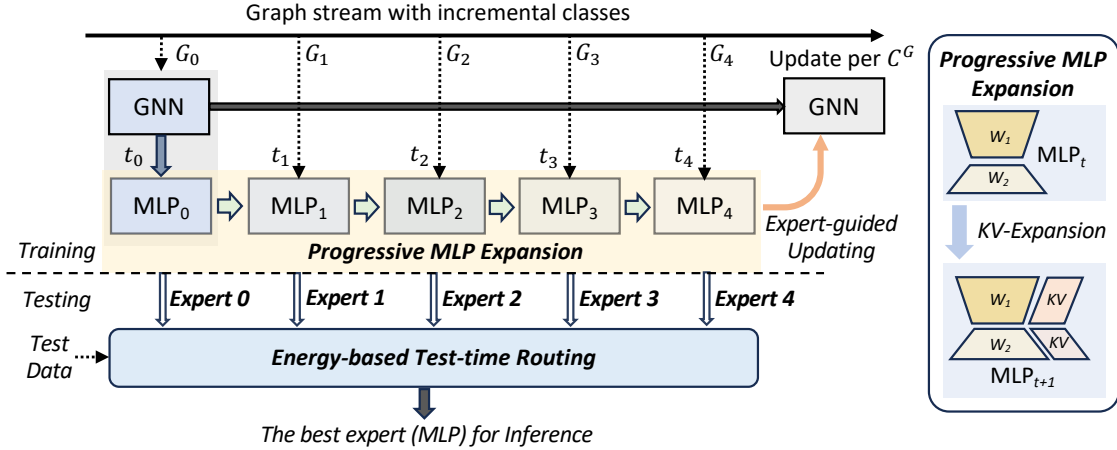 Graph stream with incremental classes
G₀ G₁ G₂ G₃ G₄
Update per Cᴳ
GNN GNN
t₀ t₁ t₂ t₃ t₄
MLP₀ MLP₁ MLP₂ MLP₃ MLP₄
Expert-guided
Updating
Training Progressive MLP Expansion
Testing Expert 0 Expert 1 Expert 2 Expert 3 Expert 4
Test
Data
Energy-based Test-time Routing
The best expert (MLP) for Inference
Progressive MLP
Expansion
W₁
MLPₜ
W₂
KV-Expansion
W₁ KV
W₂ KV
MLPₜ₊₁